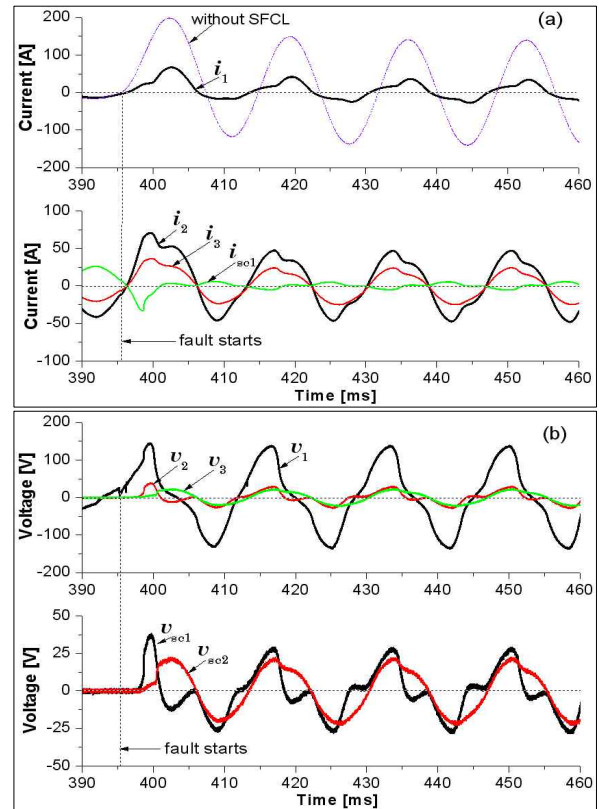 (a)
without SFCL
i1
Current [A]
200
100
0
-100
200
390 400 410 420 430 440 450 460
i2
i3
isc1
Current [A]
100
50
0
-50
-100
fault starts
390 400 410 420 430 440 450 460
Time [ms]
(b)
v1
v2
v3
Voltage [V]
200
100
0
-100
-200
390 400 410 420 430 440 450 460
vsc1
vsc2
Voltage [V]
50
25
0
-25
50
fault starts
390 400 410 420 430 440 450 460
Time [ms]